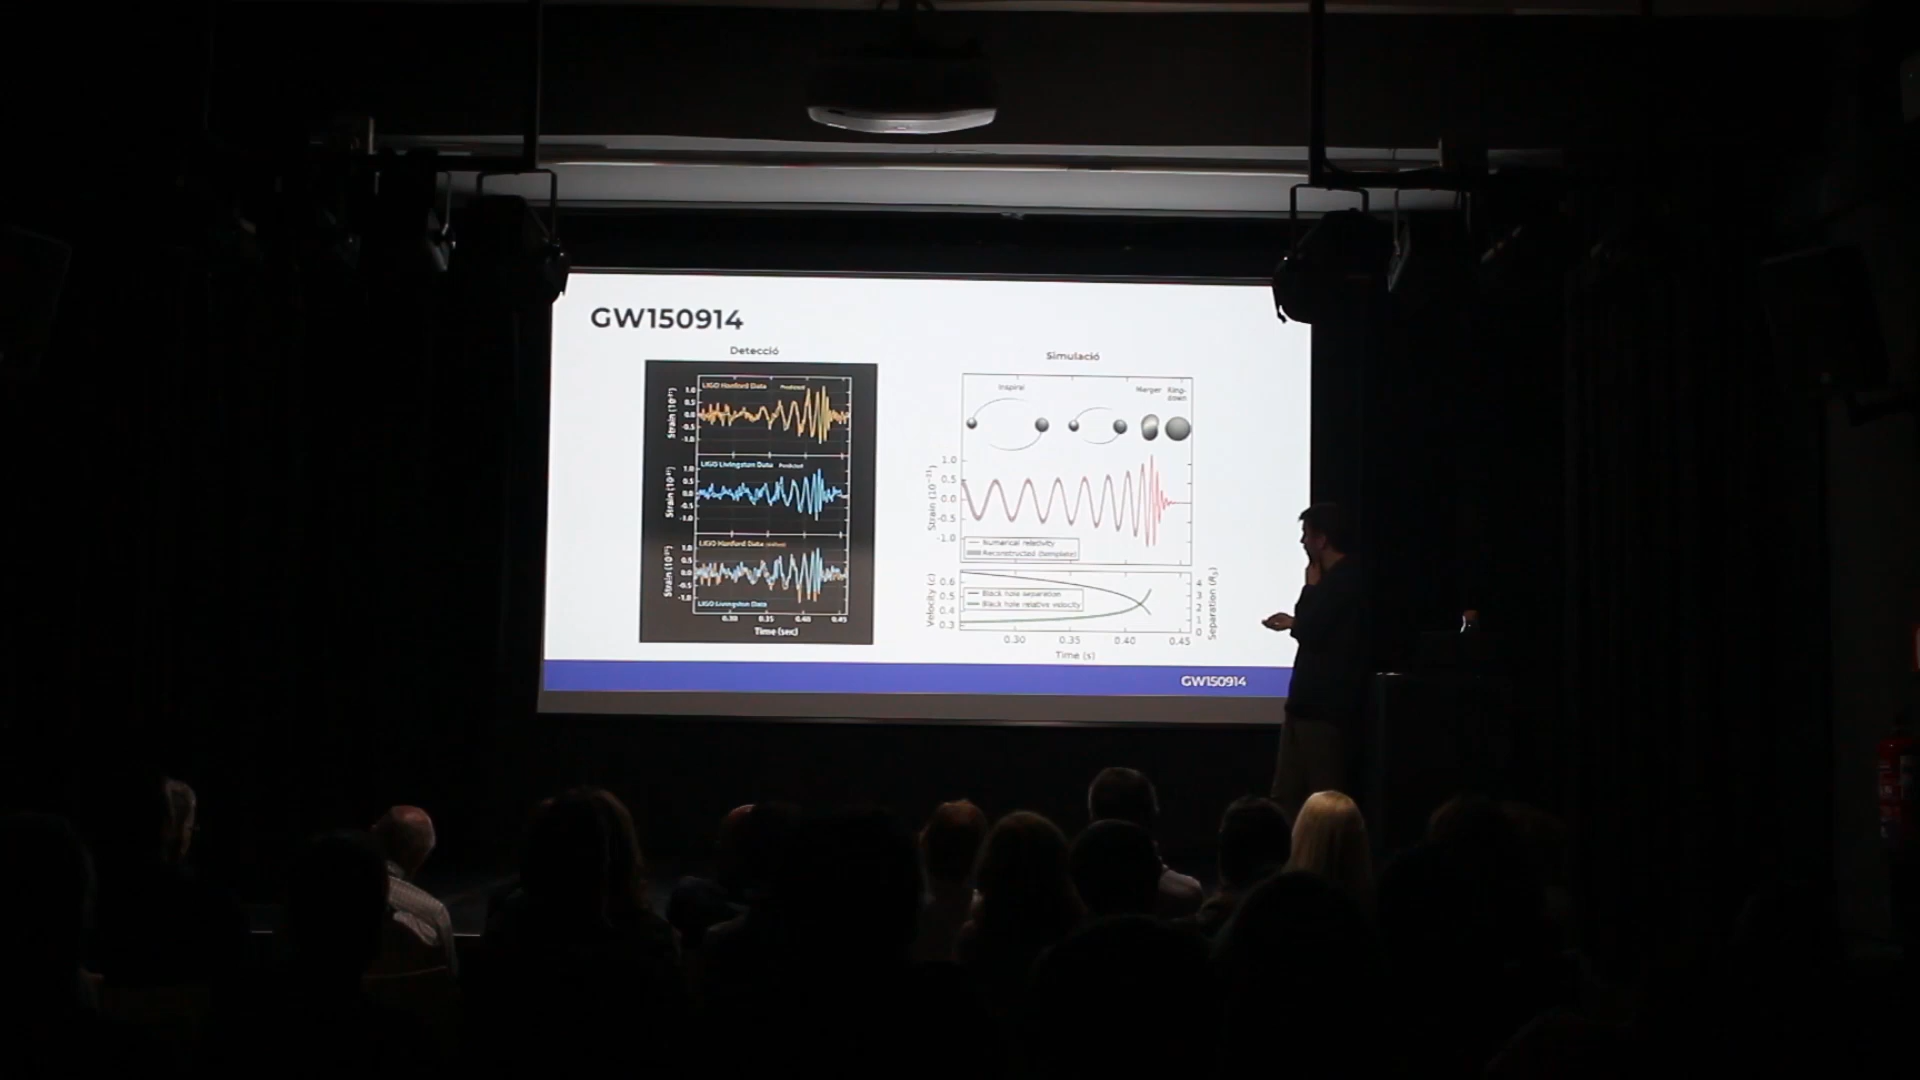 GW150914
Detecció
LIGO Hanford Data Predicted
1.0
0.5
0.0
-0.5
-1.0
Strain (10⁻²¹)
LIGO Livingston Data Predicted
1.0
0.5
0.0
-0.5
-1.0
Strain (10⁻²¹)
LIGO Hanford Data (shifted)
1.0
0.5
0.0
-0.5
-1.0
Strain (10⁻²¹)
LIGO Livingston Data
0.30 0.35 0.40 0.45
Time (sec)
Simulació
Inspiral Merger Ring-
down
1.0
0.5
0.0
-0.5
-1.0
Strain (10⁻²¹)
Numerical relativity
Reconstructed (template)
0.6
0.5
0.4
0.3
Velocity (c)
Black hole separation
Black hole relative velocity
4
3
2
1
0
Separation (Rₛ)
0.30 0.35 0.40 0.45
Time (s)
GW150914